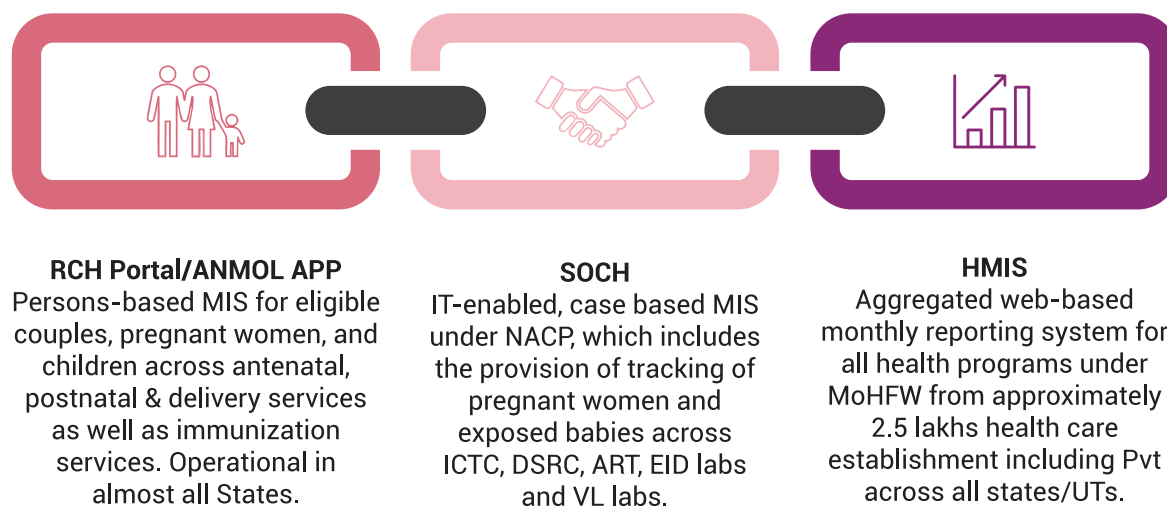 RCH Portal/ANMOL APP
Persons-based MIS for eligible
couples, pregnant women, and
children across antenatal,
postnatal & delivery services
as well as immunization
services. Operational in
almost all States.
SOCH
IT-enabled, case based MIS
under NACP, which includes
the provision of tracking of
pregnant women and
exposed babies across
ICTC, DSRC, ART, EID labs
and VL labs.
HMIS
Aggregated web-based
monthly reporting system for
all health programs under
MoHFW from approximately
2.5 lakhs health care
establishment including Pvt
across all states/UTs.